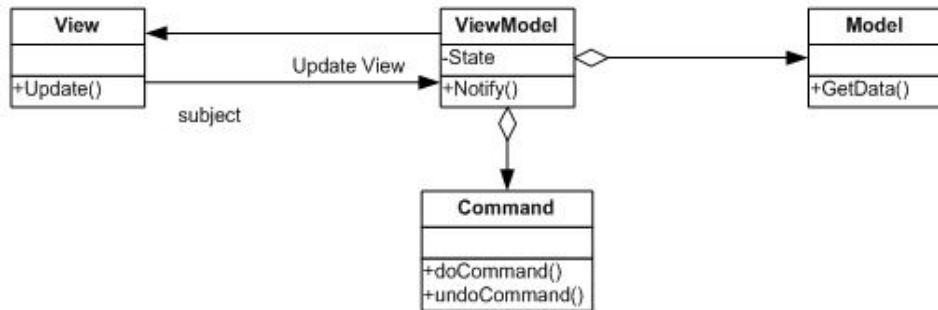 View
+Update()
Update View
subject
ViewModel
-State
+Notify()
Model
+GetData()
Command
+doCommand()
+undoCommand()